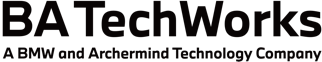 BA TechWorks
A BMW and Archermind Technology Company